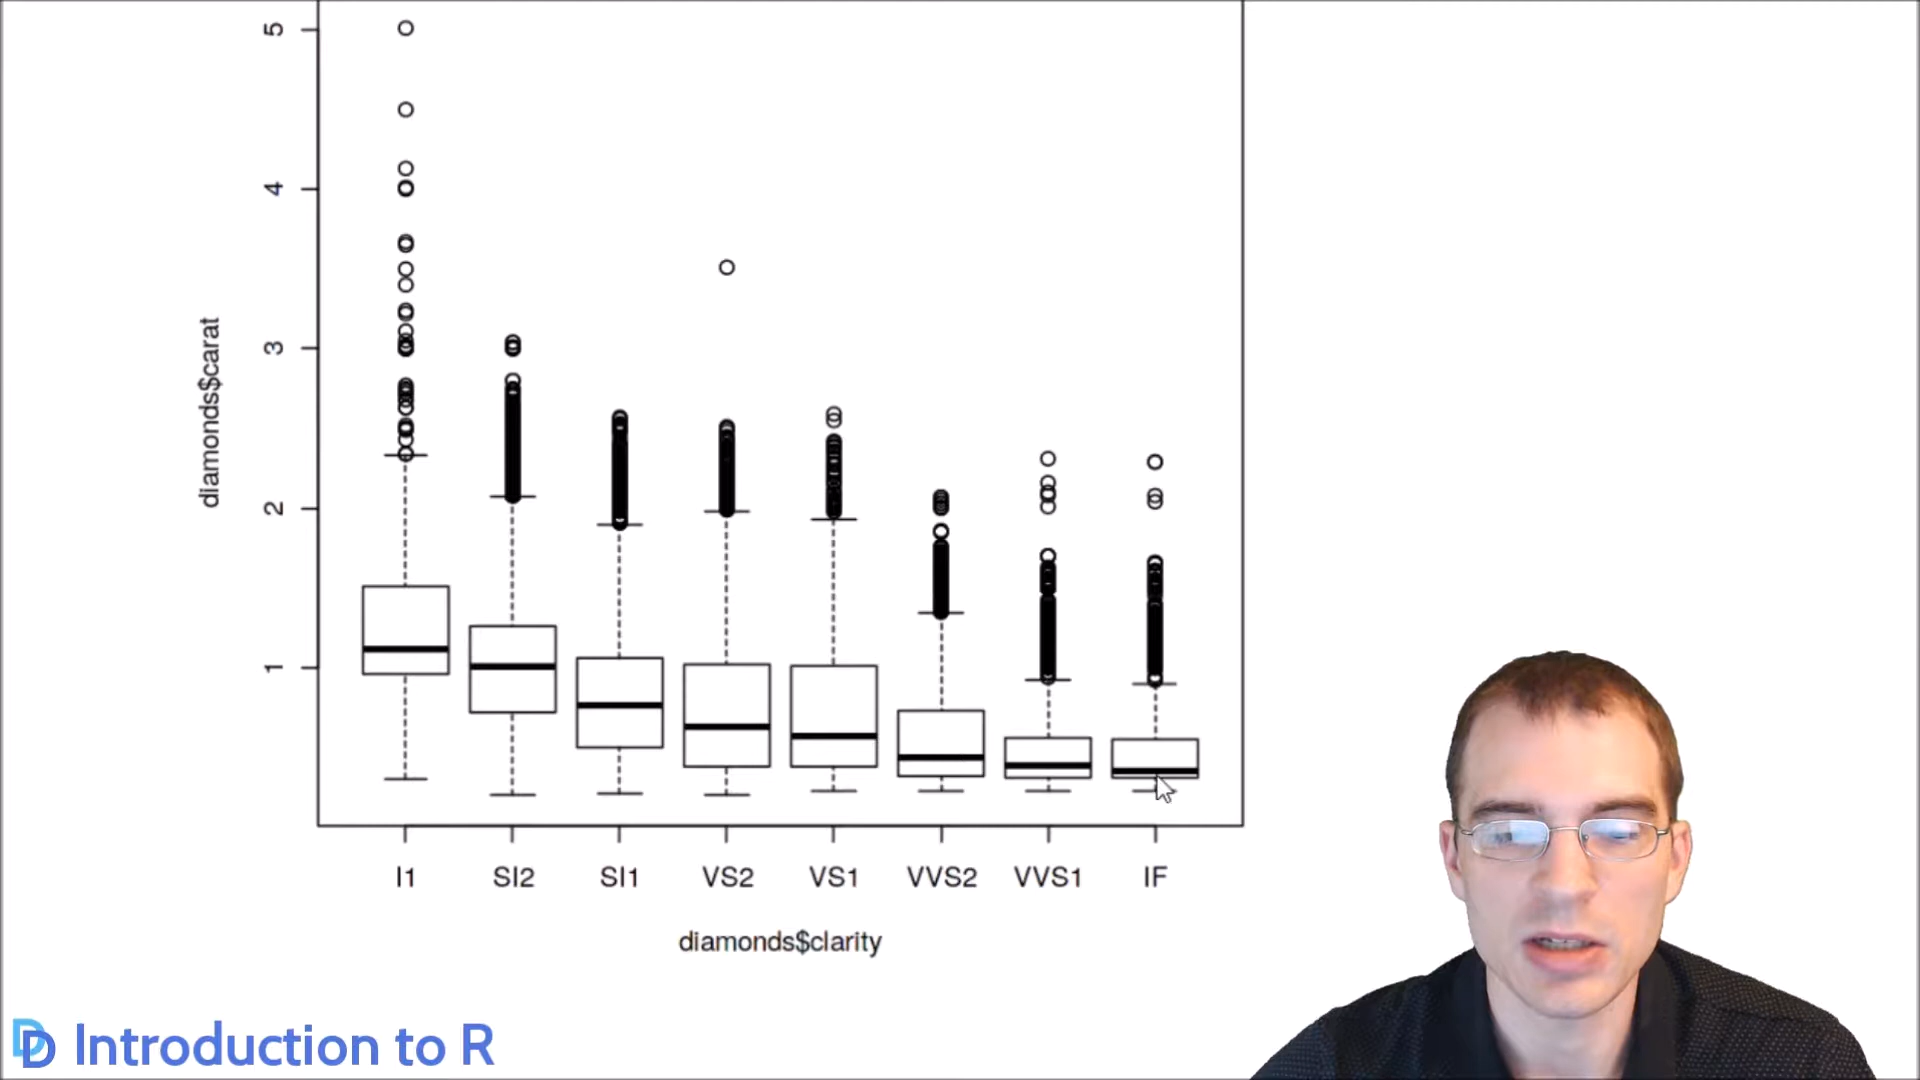 5
4
3
2
1
diamonds$carat
I1 SI2 SI1 VS2 VS1 VVS2 VVS1 IF
diamonds$clarity
D Introduction to R